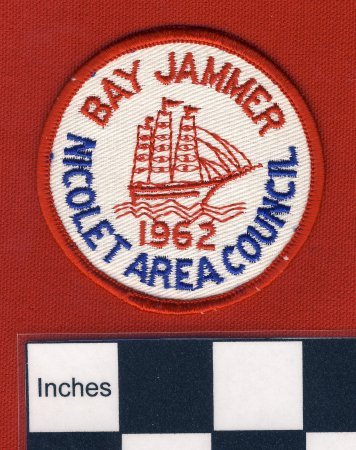 BAY JAMMER
1962
NICOLET AREA COUNCIL
Inches